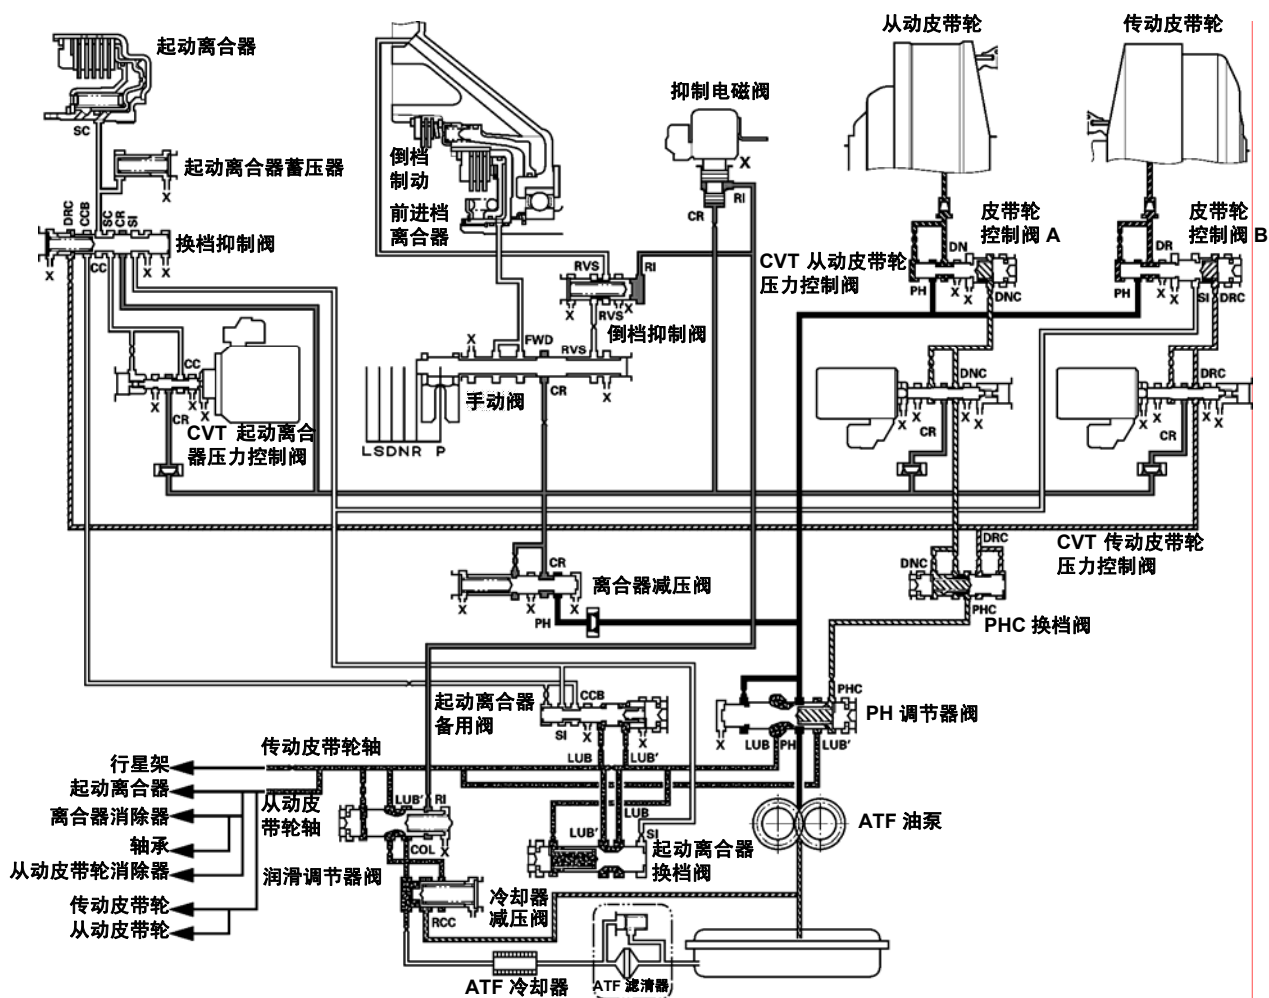 从动皮带轮
传动皮带轮
起动离合器
抑制电磁阀
SC
X
倒档
制动
起动离合器蓄压器
X
RI
前进档
离合器
CR
DRC
CCB
SC
CR
SI
皮带轮
控制阀 A
皮带轮
控制阀 B
换档抑制阀
DN
DR
CVT 从动皮带轮
压力控制阀
RVS
RI
CC
X
X
X
PH
X
X
DNC
PH
X
X
SI
DRC
X
RVS
X
倒档抑制阀
X
FWD
RVS
CC
DNC
DRC
CR
X
手动阀
X
X
X
CR
X
X
X
X
CR
X
X
X
X
CR
CVT 起动离合
器压力控制阀
LSDNR P
DRC
CVT 传动皮带轮
压力控制阀
CR
DNC
离合器减压阀
X
X
X
PHC
PH
PHC 换档阀
PHC
起动离合器
备用阀
CCB
PH 调节器阀
SI
X
X
X
LUB
PH
LUB'
传动皮带轮轴
LUB
LUB'
行星架
起动离合器
从动皮
带轮轴
LUB'
RI
离合器消除器
LUB
ATF 油泵
LUB'
SI
轴承
COL
X
起动离合器
换档阀
从动皮带轮消除器
润滑调节器阀
冷却器
减压阀
传动皮带轮
RCC
从动皮带轮
ATF 冷却器
ATF 滤清器